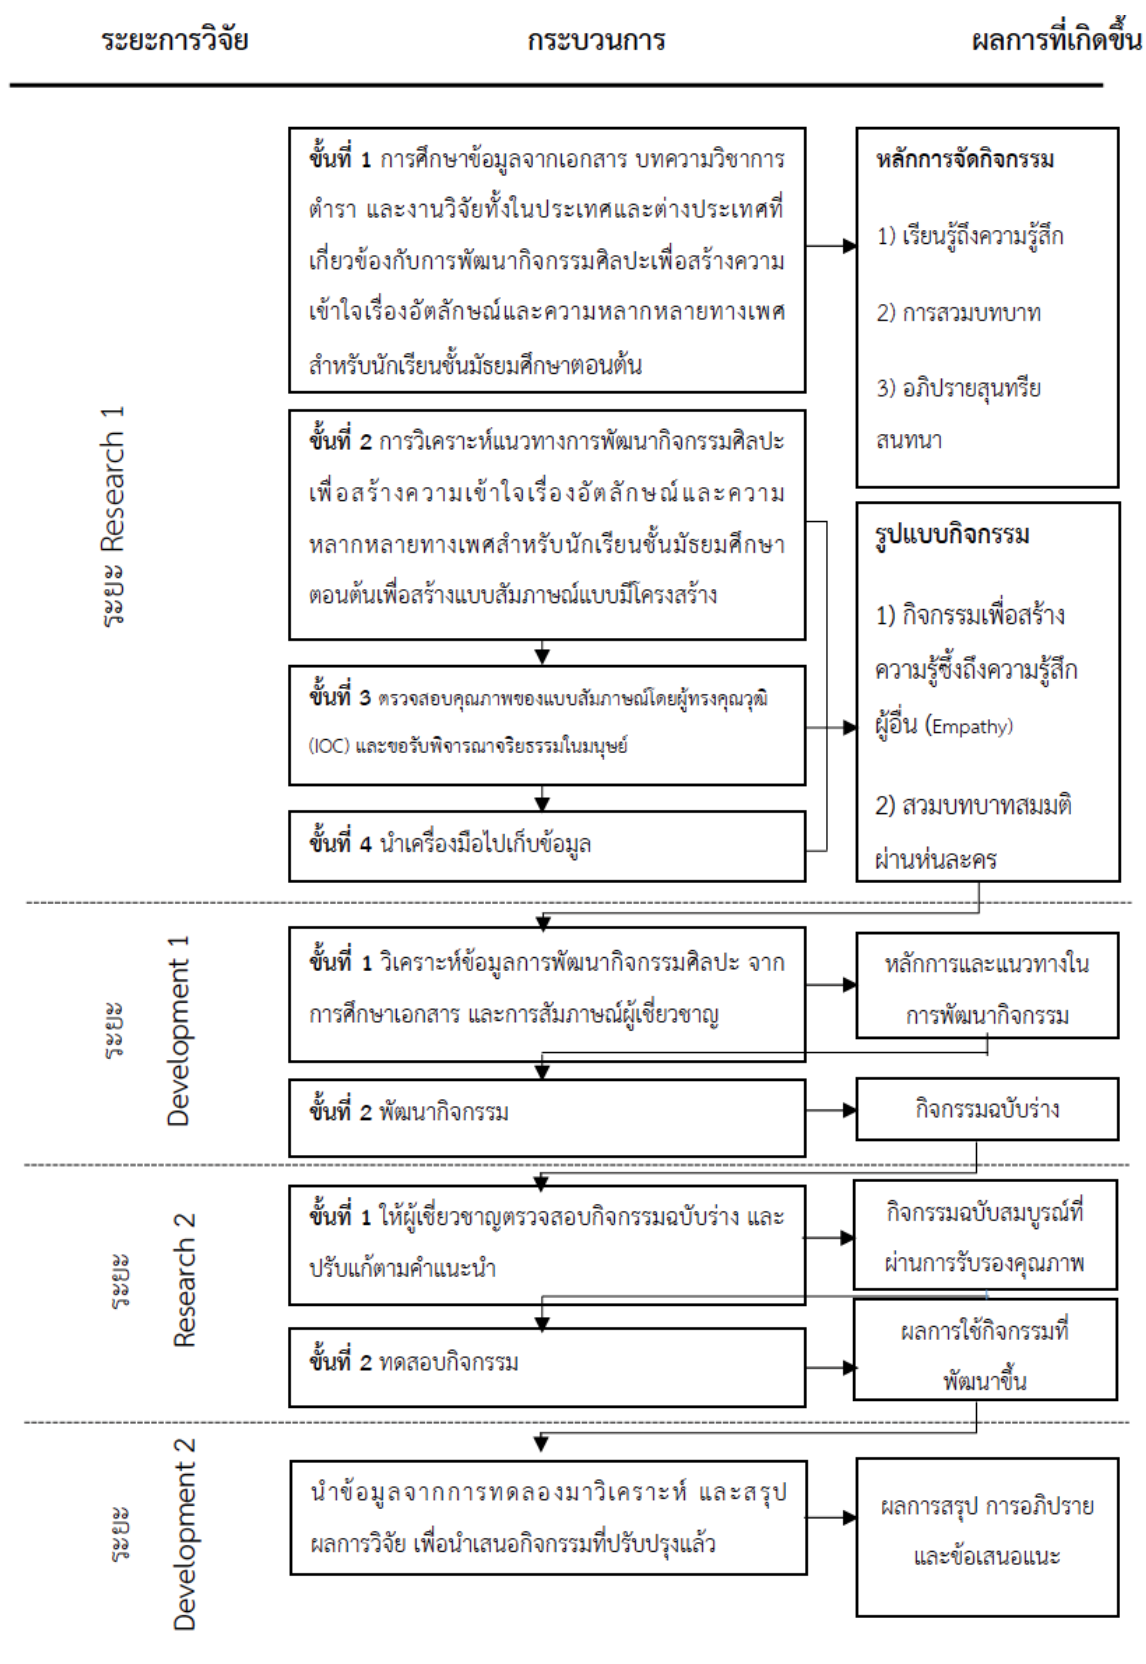 ระยะการวิจัย
กระบวนการ
ผลการที่เกิดขึ้น
ระยะ Research 1
ขั้นที่ 1 การศึกษาข้อมูลจากเอกสาร บทความวิชาการ
ตำรา และงานวิจัยทั้งในประเทศและต่างประเทศที่
เกี่ยวข้องกับการพัฒนากิจกรรมศิลปะเพื่อสร้างความ
เข้าใจเรื่องอัตลักษณ์และความหลากหลายทางเพศ
สำหรับนักเรียนชั้นมัธยมศึกษาตอนต้น
หลักการจัดกิจกรรม
1) เรียนรู้ถึงความรู้สึก
2) การสวมบทบาท
3) อภิปรายสุนทรีย
สนทนา
ขั้นที่ 2 การวิเคราะห์แนวทางการพัฒนากิจกรรมศิลปะ
เพื่อสร้างความเข้าใจเรื่องอัตลักษณ์และความ
หลากหลายทางเพศสำหรับนักเรียนชั้นมัธยมศึกษา
ตอนต้นเพื่อสร้างแบบสัมภาษณ์แบบมีโครงสร้าง
ขั้นที่ 3 ตรวจสอบคุณภาพของแบบสัมภาษณ์โดยผู้ทรงคุณวุฒิ
(IOC) และขอรับพิจารณาจริยธรรมในมนุษย์
ขั้นที่ 4 นำเครื่องมือไปเก็บข้อมูล
รูปแบบกิจกรรม
1) กิจกรรมเพื่อสร้าง
ความรู้ซึ้งถึงความรู้สึก
ผู้อื่น (Empathy)
2) สวมบทบาทสมมติ
ผ่านหุ่นละคร
ระยะ
Development 1
ขั้นที่ 1 วิเคราะห์ข้อมูลการพัฒนากิจกรรมศิลปะ จาก
การศึกษาเอกสาร และการสัมภาษณ์ผู้เชี่ยวชาญ
หลักการและแนวทางใน
การพัฒนากิจกรรม
ขั้นที่ 2 พัฒนากิจกรรม
กิจกรรมฉบับร่าง
ระยะ
Research 2
ขั้นที่ 1 ให้ผู้เชี่ยวชาญตรวจสอบกิจกรรมฉบับร่าง และ
ปรับแก้ตามคำแนะนำ
กิจกรรมฉบับสมบูรณ์ที่
ผ่านการรับรองคุณภาพ
ขั้นที่ 2 ทดสอบกิจกรรม
ผลการใช้กิจกรรมที่
พัฒนาขึ้น
ระยะ
Development 2
นำข้อมูลจากการทดลองมาวิเคราะห์ และสรุป
ผลการวิจัย เพื่อนำเสนอกิจกรรมที่ปรับปรุงแล้ว
ผลการสรุป การอภิปราย
และข้อเสนอแนะ